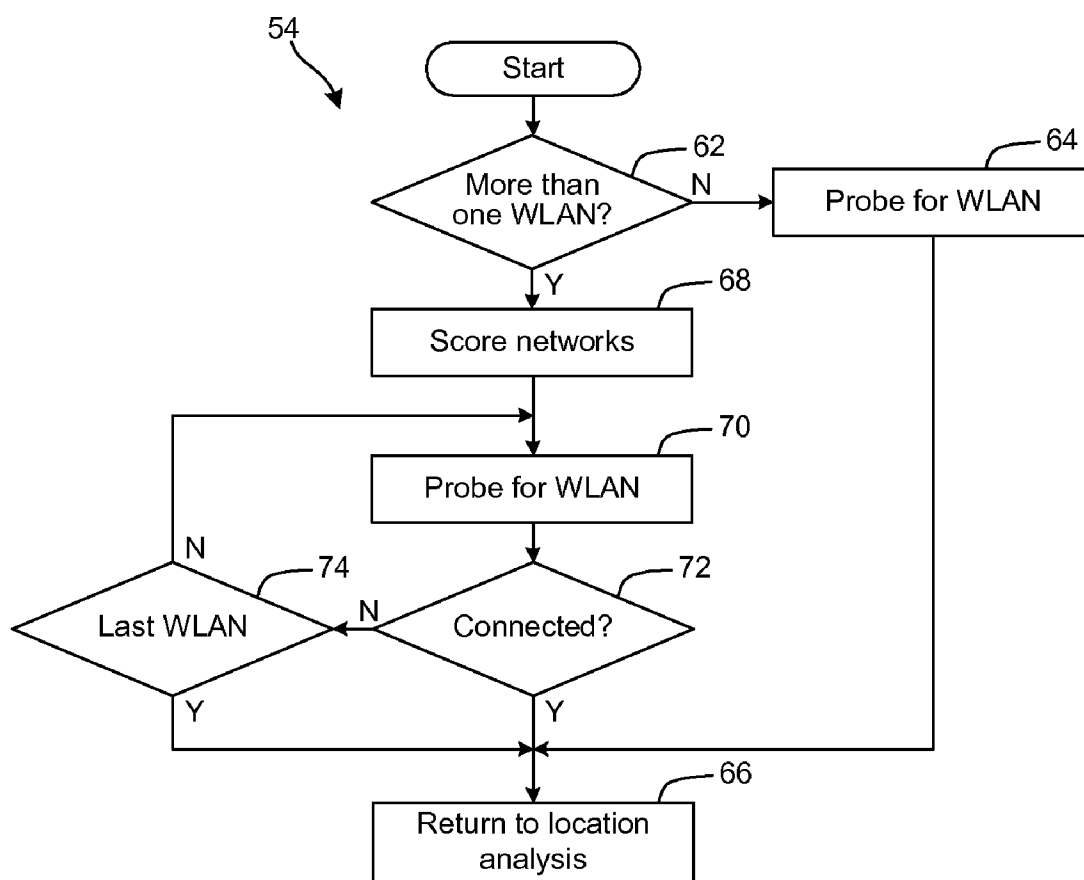 54
Start
62
More than
one WLAN?
N
64
Probe for WLAN
Y
68
Score networks
70
Probe for WLAN
N
74
Last WLAN
N
72
Connected?
Y
Y
66
Return to location
analysis